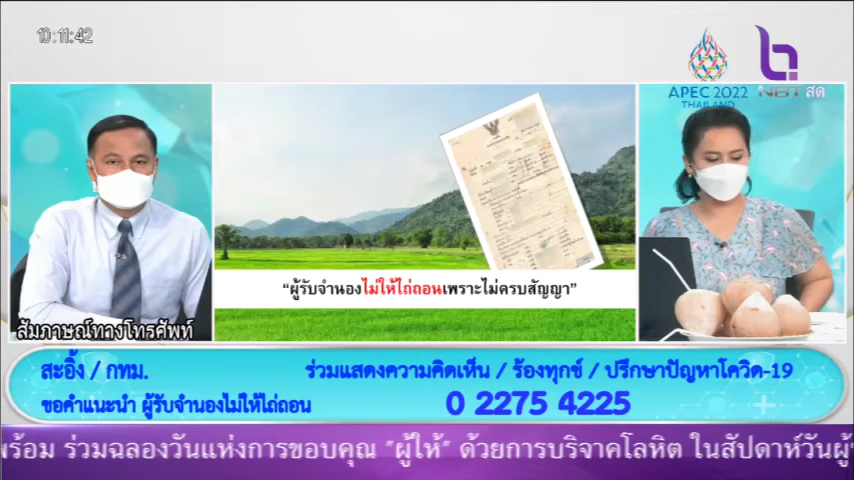 10:11:42
APEC 2022
THAILAND
NBT สด
“ผู้รับจำนองไม่ให้ไถ่ถอนเพราะไม่ครบสัญญา”
สัมภาษณ์ทางโทรศัพท์
สะอิ้ง / กทม.
ร่วมแสดงความคิดเห็น / ร้องทุกข์ / ปรึกษาปัญหาโควิด-19
ขอคำแนะนำ ผู้รับจำนองไม่ให้ไถ่ถอน
0 2275 4225
พร้อม ร่วมฉลองวันแห่งการขอบคุณ "ผู้ให้" ด้วยการบริจาคโลหิต ในสัปดาห์วันผู้